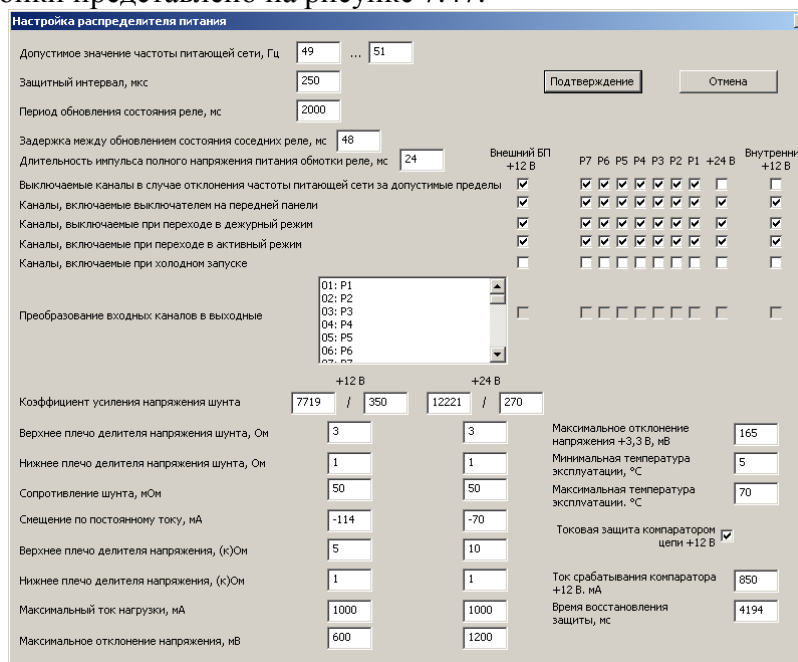 представлено на рисунке 7.47.
Настройка распределителя питания
Допустимое значение частоты питающей сети, Гц 49 ... 51
Защитный интервал, мкс 250
Подтверждение Отмена
Период обновления состояния реле, мс 2000
Задержка между обновлением состояния соседних реле, мс 48
Длительность импульса полного напряжения питания обмотки реле, мс 24
Внешний БП +12 В P7 P6 P5 P4 P3 P2 P1 +24 В +12 В
Выключаемые каналы в случае отклонения частоты питающей сети за допустимые пределы
Каналы, включаемые выключателем на передней панели
Каналы, выключаемые при переходе в дежурный режим
Каналы, включаемые при переходе в активный режим
Каналы, включаемые при холодном запуске
01: P1
02: P2
03: P3
04: P4
05: P5
06: P6
Преобразование входных каналов в выходные
+12 В +24 В
Коэффициент усиления напряжения шунта 7719 / 350 12221 / 270
Верхнее плечо делителя напряжения шунта, Ом 3 3
Нижнее плечо делителя напряжения шунта, Ом 1 1
Сопротивление шунта, мОм 50 50
Смещение по постоянному току, мА -114 -70
Верхнее плечо делителя напряжения, (к)Ом 5 10
Нижнее плечо делителя напряжения, (к)Ом 1 1
Максимальный ток нагрузки, мА 1000 1000
Максимальное отклонение напряжения, мВ 600 1200
Максимальное отклонение
напряжения +3,3 В, мВ 165
Минимальная температура
эксплуатации, °C 5
Максимальная температура
эксплуатации. °C 70
Токовая защита компаратором
цепи +12 В
Ток срабатывания компаратора
+12 В. мА 850
Время восстановления
защиты, мс 4194